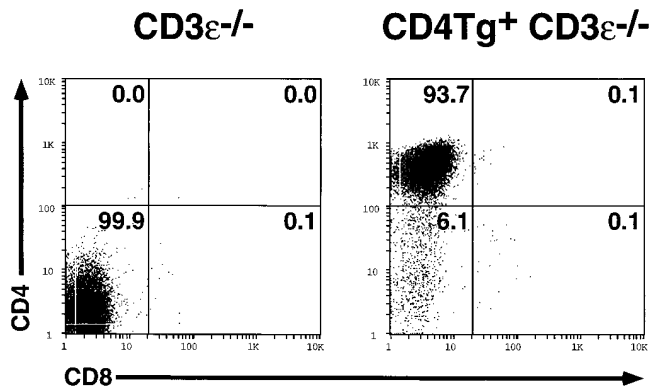 CD3ε-/- CD4Tg+ CD3ε-/-
10K 0.0 0.0 10K 93.7 0.1
1K 1K
100 99.9 0.1 100 6.1 0.1
10 10
1 1
1 10 100 1K 10K 1 10 100 1K 10K
CD4
CD8